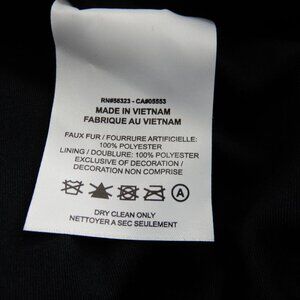 RN#56323 - CA#05553
MADE IN VIETNAM
FABRIQUE AU VIETNAM
FAUX FUR / FOURRURE ARTIFICIELLE:
100% POLYESTER
LINING / DOUBLURE: 100% POLYESTER
EXCLUSIVE OF DECORATION /
DECORATION NON COMPRISE
A
DRY CLEAN ONLY
NETTOYER A SEC SEULEMENT